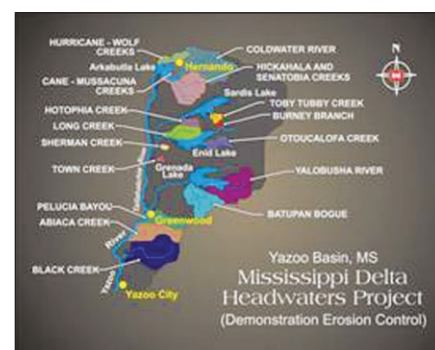 HURRICANE - WOLF
CREEKS
COLDWATER RIVER
N
Arkabutla Lake
Hernando
CANE - MUSSACUNA
CREEKS
HICKAHALA and
SENATOBIA CREEKS
Sardis Lake
HOTOPHIA CREEK
TOBY TUBBY CREEK
LONG CREEK
BURNEY BRANCH
SHERMAN CREEK
OTOUCALOFA CREEK
Enid Lake
TOWN CREEK
Grenada
Lake
YALOBUSHA RIVER
PELUCIA BAYOU
Greenwood
ABIACA CREEK
BATUPAN BOGUE
River
BLACK CREEK
Yazoo
Yazoo City
Yazoo Basin, MS
Mississippi Delta
Headwaters Project
(Demonstration Erosion Control)